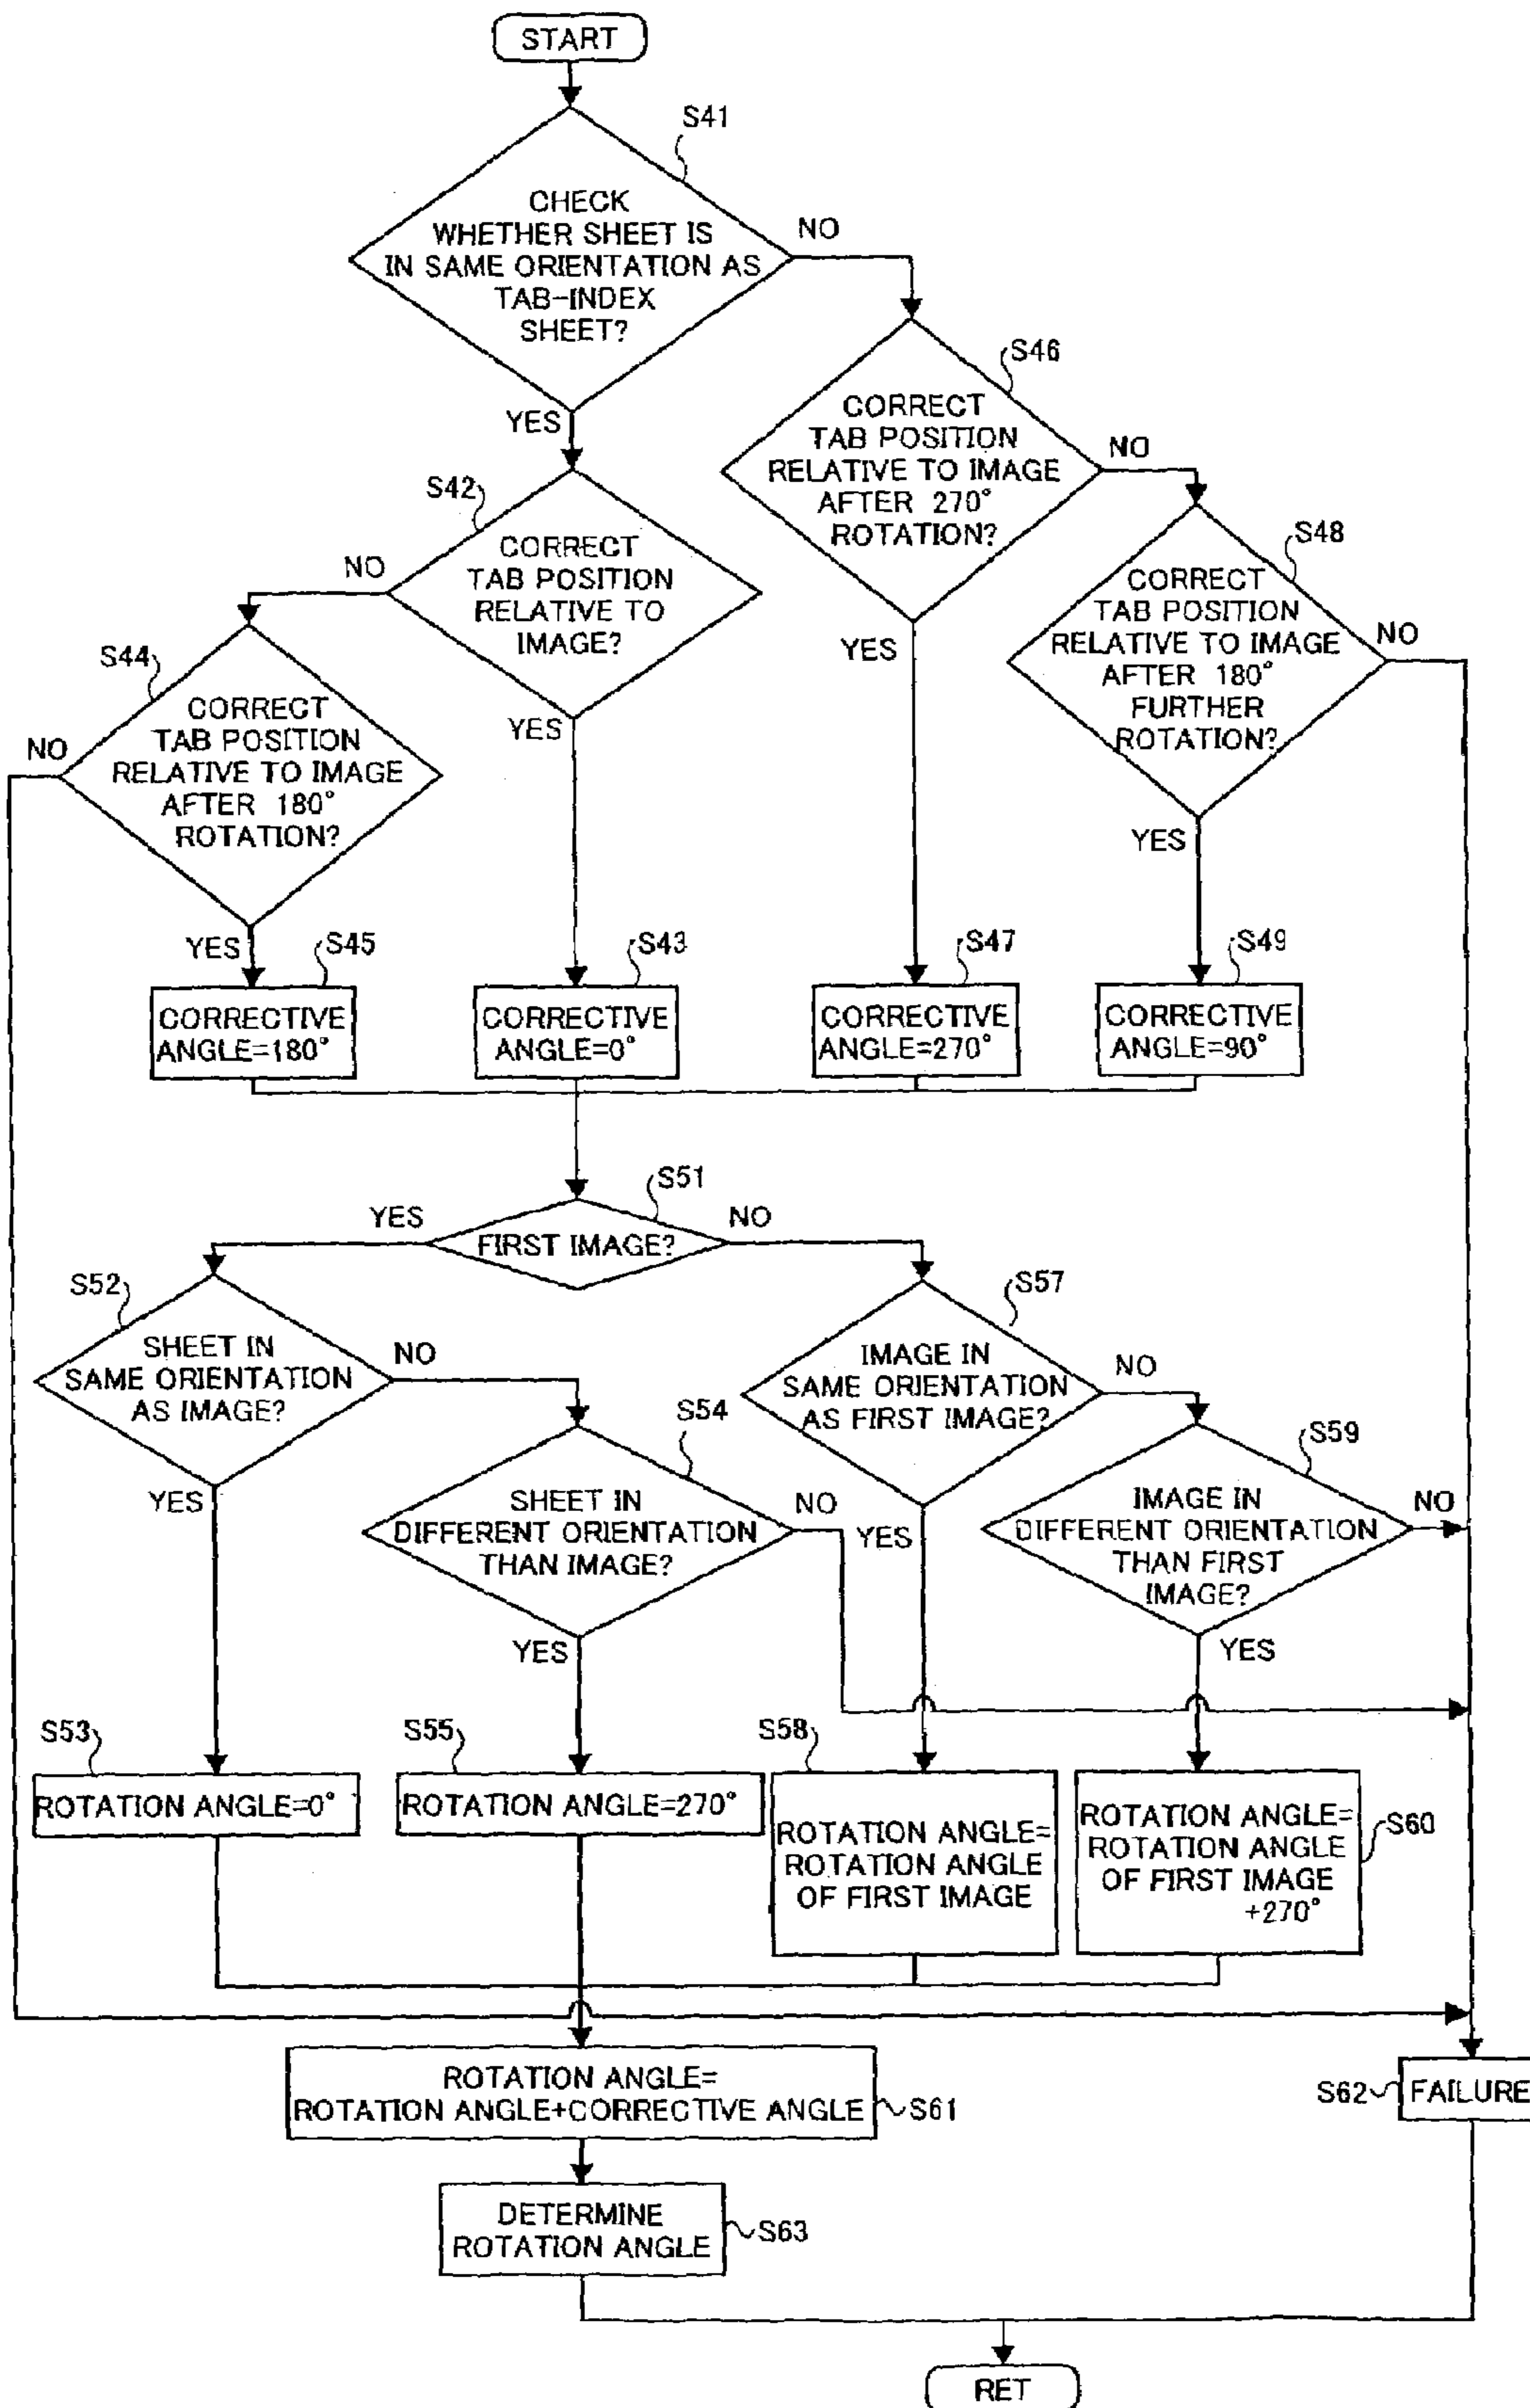 START
S41
CHECK
WHETHER SHEET IS
IN SAME ORIENTATION AS
TAB-INDEX
SHEET?
NO
YES
S46
CORRECT
TAB POSITION
RELATIVE TO IMAGE
AFTER 270°
ROTATION?
NO
YES
S42
CORRECT
TAB POSITION
RELATIVE TO
IMAGE?
NO
YES
S48
CORRECT
TAB POSITION
RELATIVE TO IMAGE
AFTER 180°
FURTHER
ROTATION?
NO
YES
S44
CORRECT
TAB POSITION
RELATIVE TO IMAGE
AFTER 180°
ROTATION?
NO
YES
S45
CORRECTIVE
ANGLE=180°
S43
CORRECTIVE
ANGLE=0°
S47
CORRECTIVE
ANGLE=270°
S49
CORRECTIVE
ANGLE=90°
S51
YES
FIRST IMAGE?
NO
S52
SHEET IN
SAME ORIENTATION
AS IMAGE?
NO
YES
S57
IMAGE IN
SAME ORIENTATION
AS FIRST IMAGE?
NO
YES
S54
SHEET IN
DIFFERENT ORIENTATION
THAN IMAGE?
NO
YES
S59
IMAGE IN
DIFFERENT ORIENTATION
THAN FIRST
IMAGE?
NO
YES
S53
ROTATION ANGLE=0°
S55
ROTATION ANGLE=270°
S58
ROTATION ANGLE=
ROTATION ANGLE
OF FIRST IMAGE
ROTATION ANGLE=
ROTATION ANGLE
OF FIRST IMAGE
+270°
S60
ROTATION ANGLE=
ROTATION ANGLE+CORRECTIVE ANGLE
S61
S62
FAILURE
DETERMINE
ROTATION ANGLE
S63
RET